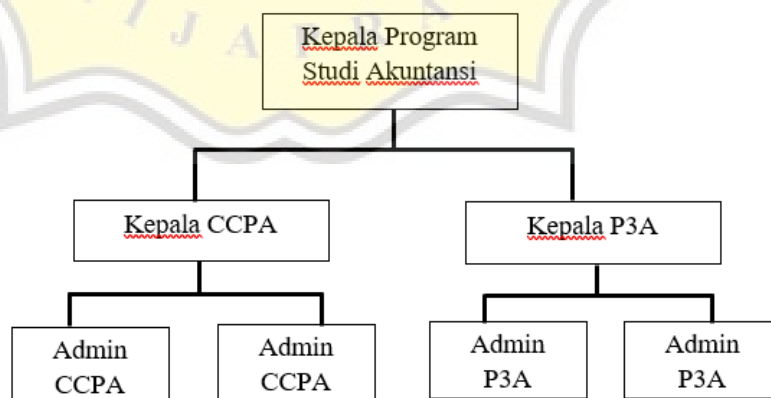 Kepala Program
Studi Akuntansi
Kepala CCPA
Kepala P3A
Admin
CCPA
Admin
CCPA
Admin
P3A
Admin
P3A